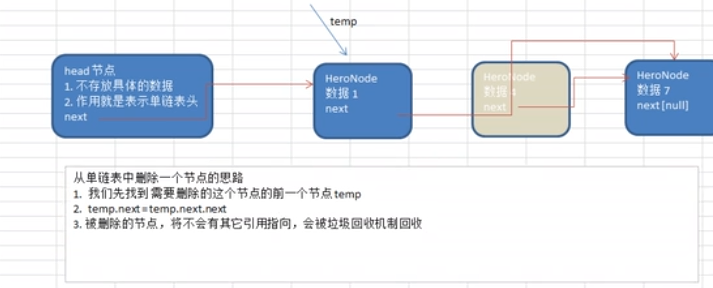 temp
head 节点
1. 不存放具体的数据
2. 作用就是表示单链表头
next
HeroNode
数据 1
next
HeroNode
数据 4
next
HeroNode
数据 7
next[null]
从单链表中删除一个节点的思路
1. 我们先找到 需要删除的这个节点的前一个节点 temp
2. temp.next=temp.next.next
3. 被删除的节点，将不会有其它引用指向，会被垃圾回收机制回收